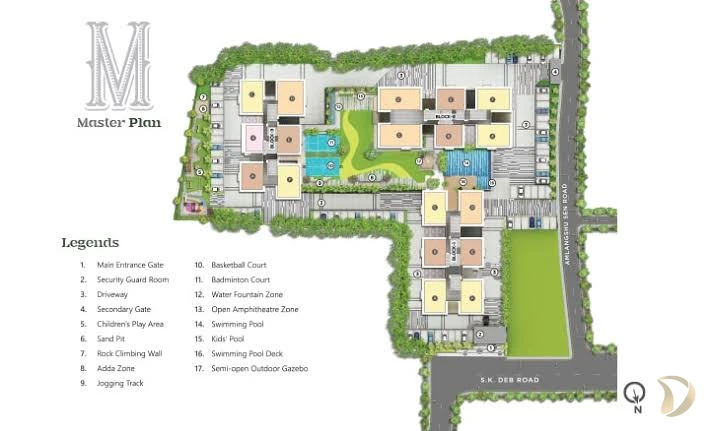 M
Master Plan
BLOCK-2
AMLANGSHU SEN ROAD
S.K. DEB ROAD
N
Legends
1. Main Entrance Gate
2. Security Guard Room
3. Driveway
4. Secondary Gate
5. Children's Play Area
6. Sand Pit
7. Rock Climbing Wall
8. Adda Zone
9. Jogging Track
10. Basketball Court
11. Badminton Court
12. Water Fountain Zone
13. Open Amphitheatre Zone
14. Swimming Pool
15. Kids' Pool
16. Swimming Pool Deck
17. Semi-open Outdoor Gazebo